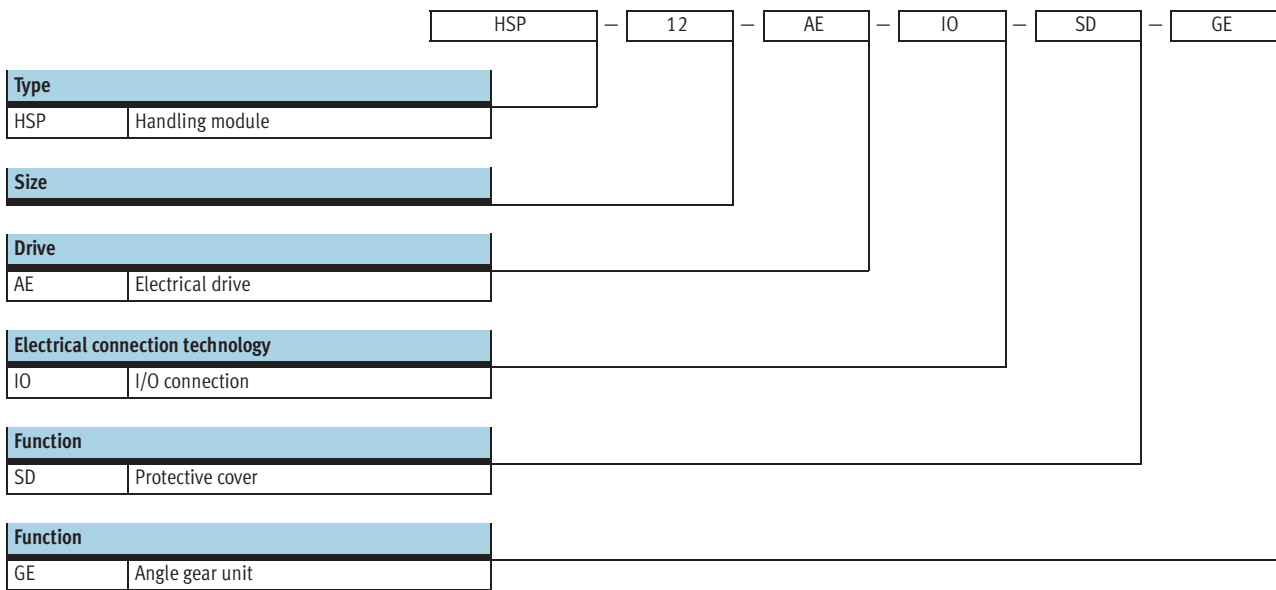 HSP – 12 – AE – IO – SD – GE
Type
HSP Handling module
Size
Drive
AE Electrical drive
Electrical connection technology
IO I/O connection
Function
SD Protective cover
Function
GE Angle gear unit